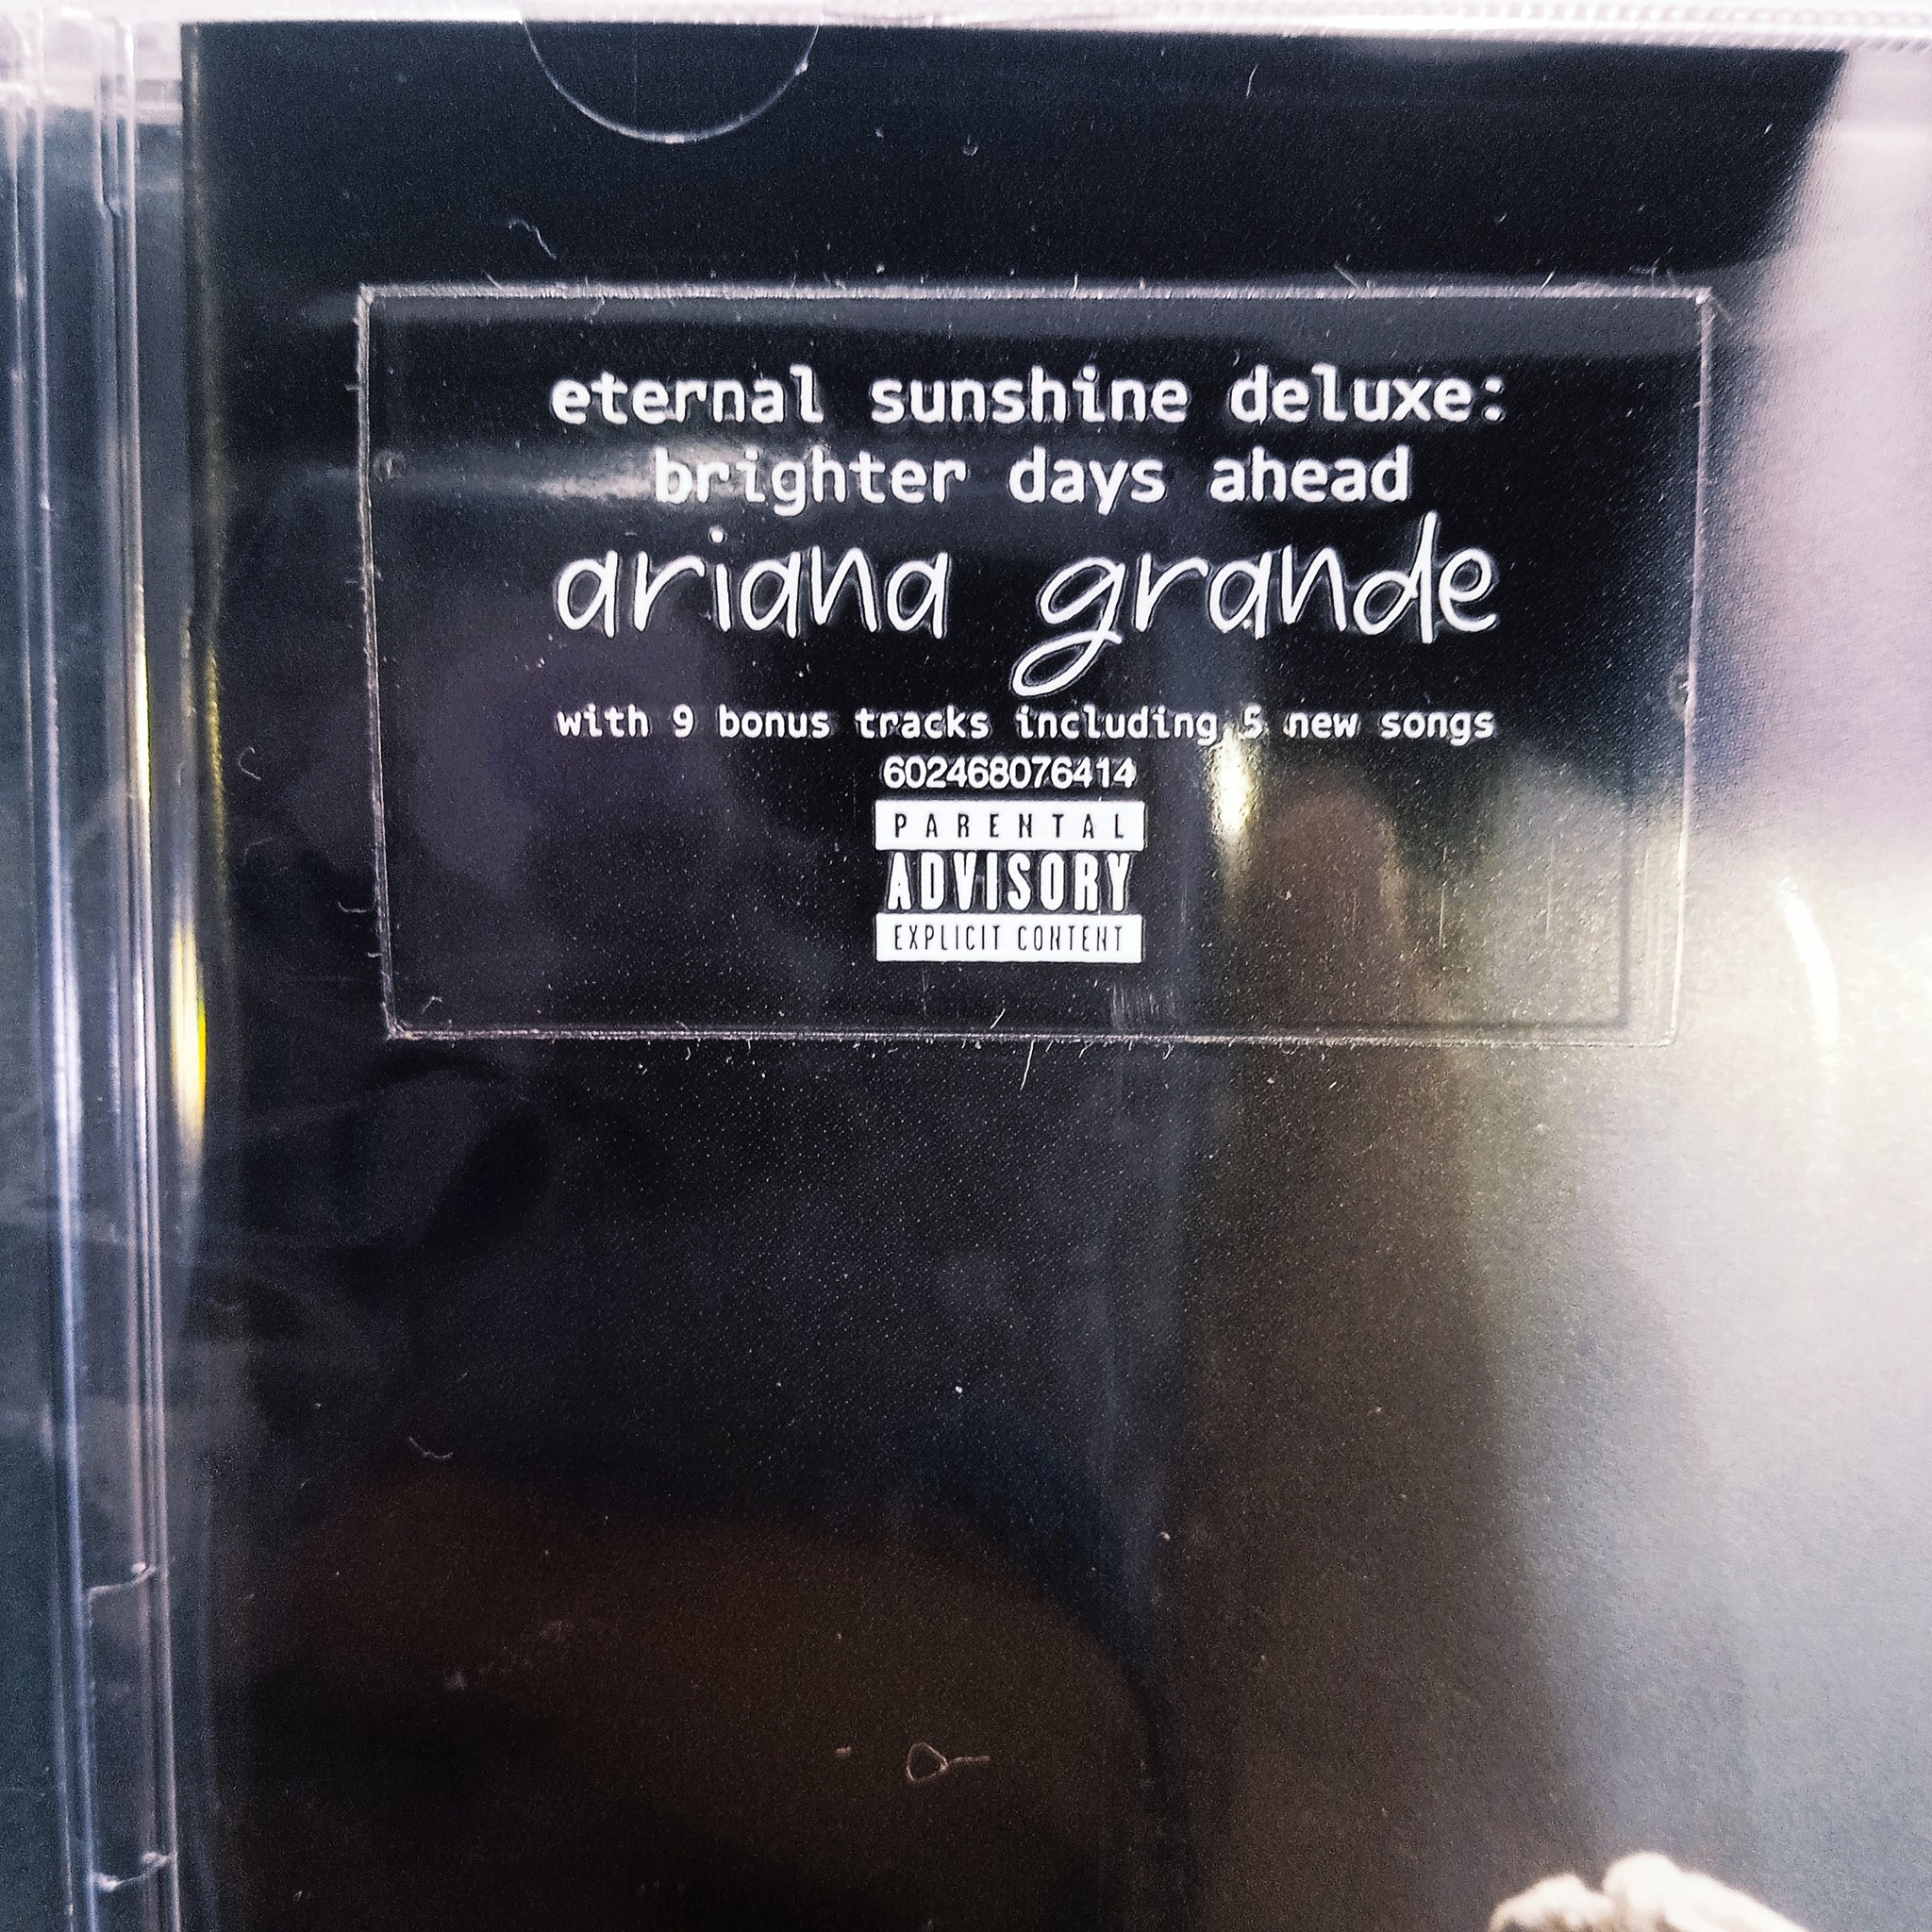 eternal sunshine deluxe:
brighter days ahead
ariana grande
with 9 bonus tracks including 5 new songs
602468076414
PARENTAL
ADVISORY
EXPLICIT CONTENT